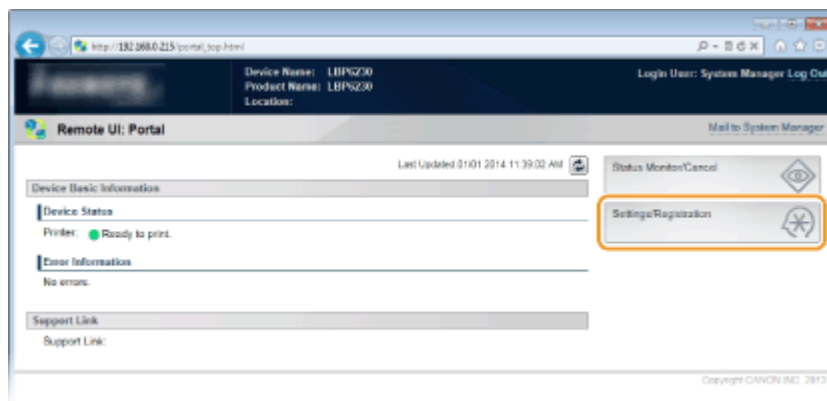 http://192.168.0.215/portal_top.html
Device Name: LBP6230
Product Name: LBP6230
Location:
Login User: System Manager Log Out
Remote UI: Portal
Mail to System Manager
Last Updated 01/01 2014 11:39:02 AM
Device Basic Information
Device Status
Printer: Ready to print.
Error Information
No errors.
Support Link
Support Link:
Status Monitor/Cancel
Settings/Registration
Copyright CANON INC. 2013